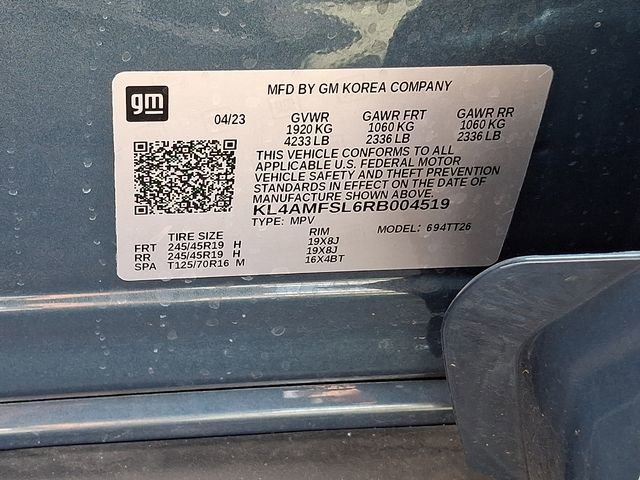 gm
MFD BY GM KOREA COMPANY
04/23 GVWR GAWR FRT GAWR RR
1920 KG 1060 KG 1060 KG
4233 LB 2336 LB 2336 LB
THIS VEHICLE CONFORMS TO ALL
APPLICABLE U.S. FEDERAL MOTOR
VEHICLE SAFETY AND THEFT PREVENTION
STANDARDS IN EFFECT ON THE DATE OF
MANUFACTURE SHOWN ABOVE.
KL4AMFSL6RB004519
TYPE: MPV MODEL: 694TT26
TIRE SIZE RIM
FRT 245/45R19 H 19X8J
RR 245/45R19 H 19X8J
SPA T125/70R16 M 16X4BT